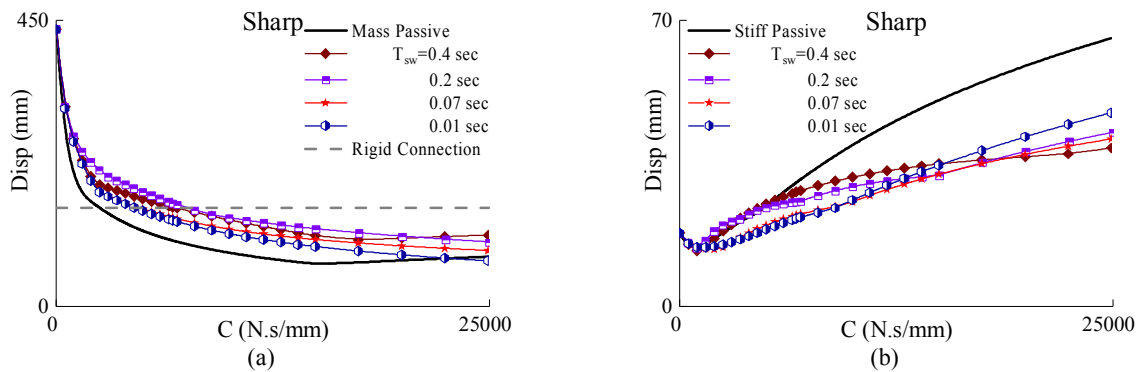 450
Sharp
Mass Passive
Tsw=0.4 sec
0.2 sec
0.07 sec
0.01 sec
Rigid Connection
Disp (mm)
0
0
25000
C (N.s/mm)
(a)
70
Sharp
Stiff Passive
Tsw=0.4 sec
0.2 sec
0.07 sec
0.01 sec
Disp (mm)
0
0
25000
C (N.s/mm)
(b)